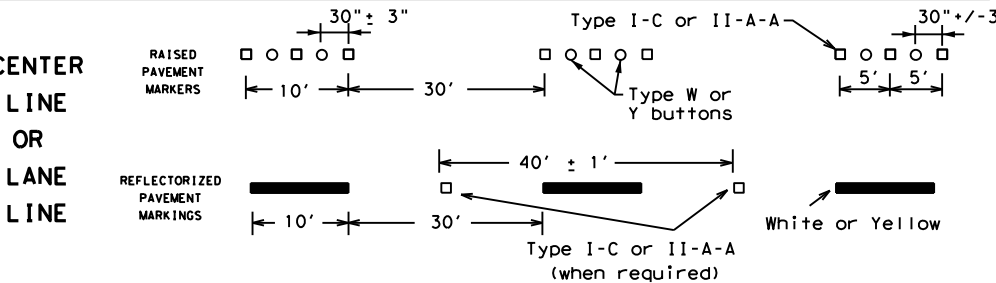 CENTER
LINE
OR
LANE
LINE
RAISED
PAVEMENT
MARKERS
30"± 3"
10'
30'
Type I-C or II-A-A
Type W or
Y buttons
30"+/-3
5'
5'
REFLECTORIZED
PAVEMENT
MARKINGS
40' ± 1'
10'
30'
Type I-C or II-A-A
(when required)
White or Yellow